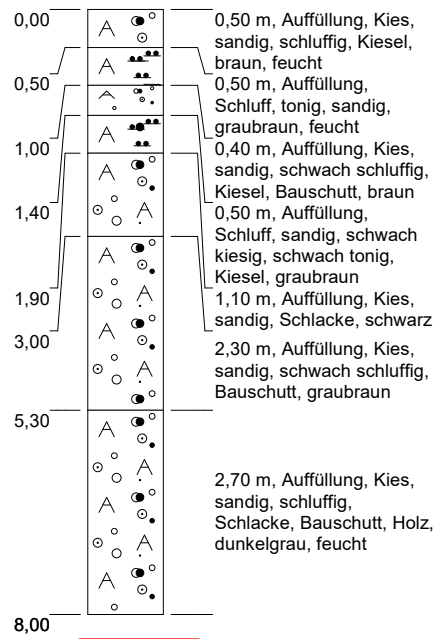 0,00
0,50 m, Auffüllung, Kies,
sandig, schluffig, Kiesel,
braun, feucht
0,50
0,50 m, Auffüllung,
Schluff, tonig, sandig,
graubraun, feucht
1,00
0,40 m, Auffüllung, Kies,
sandig, schwach schluffig,
Kiesel, Bauschutt, braun
1,40
0,50 m, Auffüllung,
Schluff, sandig, schwach
kiesig, schwach tonig,
Kiesel, graubraun
1,90
1,10 m, Auffüllung, Kies,
sandig, Schlacke, schwarz
3,00
2,30 m, Auffüllung, Kies,
sandig, schwach schluffig,
Bauschutt, graubraun
5,30
2,70 m, Auffüllung, Kies,
sandig, schluffig,
Schlacke, Bauschutt, Holz,
dunkelgrau, feucht
8,00